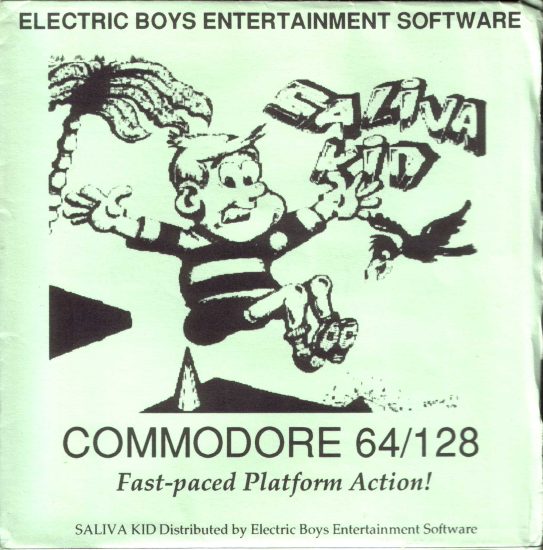 ELECTRIC BOYS ENTERTAINMENT SOFTWARE
SALIVA
KID
COMMODORE 64/128
Fast-paced Platform Action!
SALIVA KID Distributed by Electric Boys Entertainment Software